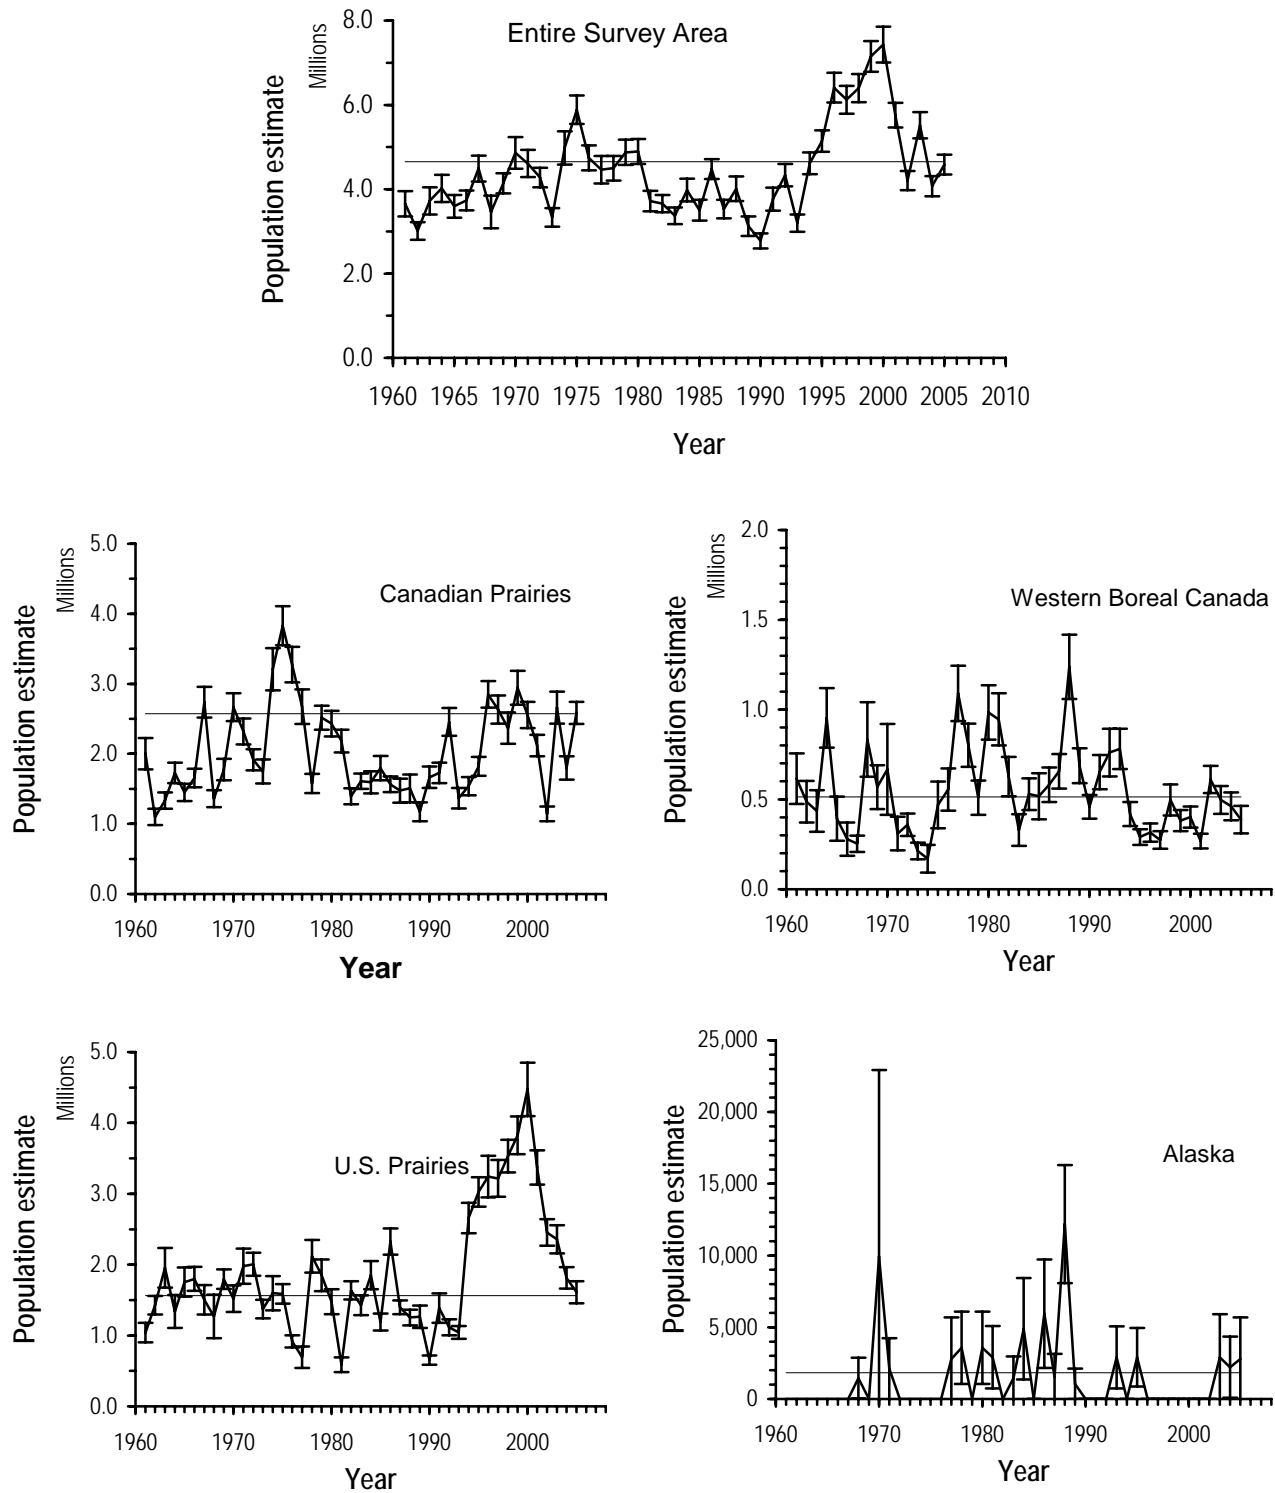 Entire Survey Area
Millions
Population estimate
8.0
6.0
4.0
2.0
0.0
1960 1965 1970 1975 1980 1985 1990 1995 2000 2005 2010
Year
Canadian Prairies
Millions
Population estimate
5.0
4.0
3.0
2.0
1.0
0.0
1960 1970 1980 1990 2000
Year
Western Boreal Canada
Millions
Population estimate
2.0
1.5
1.0
0.5
0.0
1960 1970 1980 1990 2000
Year
U.S. Prairies
Millions
Population estimate
5.0
4.0
3.0
2.0
1.0
0.0
1960 1970 1980 1990 2000
Year
Alaska
Population estimate
25,000
20,000
15,000
10,000
5,000
0
1960 1970 1980 1990 2000
Year